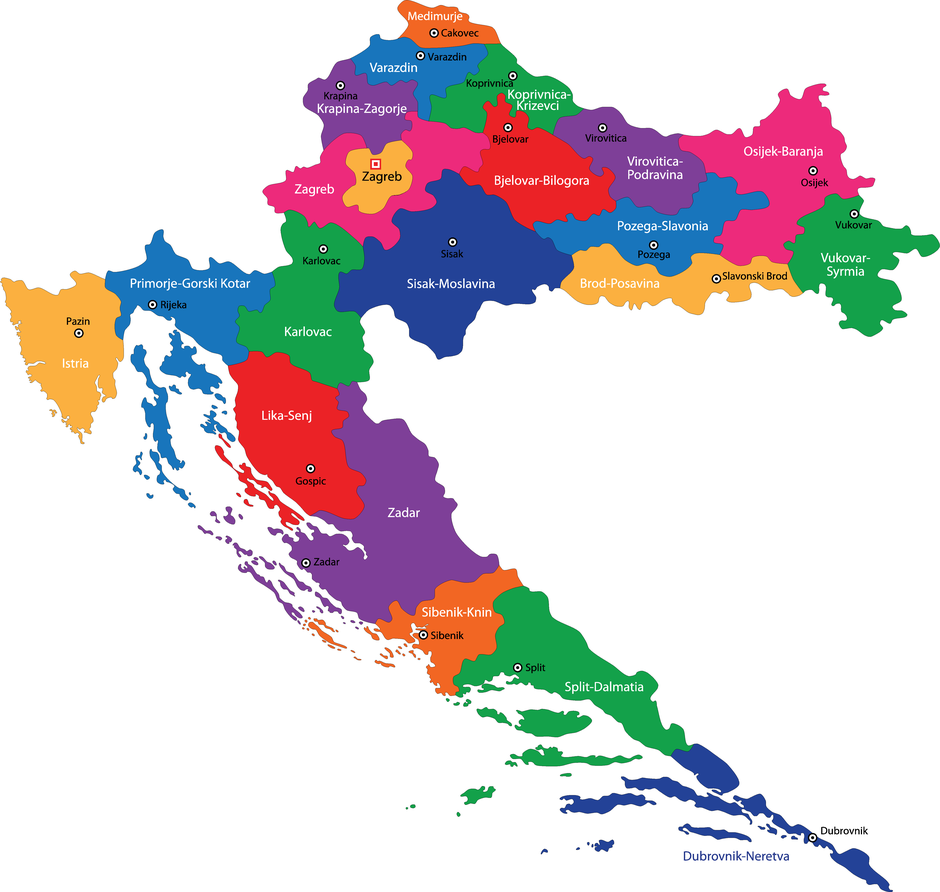 Medimurje
Cakovec
Varazdin
Varazdin
Koprivnica
Krapina
Koprivnica-
Krizevci
Krapina-Zagorje
Bjelovar
Virovitica
Osijek-Baranja
Virovitica-
Podravina
Zagreb
Zagreb
Bjelovar-Bilogora
Osijek
Pozega-Slavonia
Vukovar
Karlovac
Sisak
Pozega
Vukovar-
Syrmia
Primorje-Gorski Kotar
Sisak-Moslavina
Brod-Posavina
Slavonski Brod
Rijeka
Pazin
Karlovac
Istria
Lika-Senj
Gospic
Zadar
Zadar
Sibenik-Knin
Sibenik
Split
Split-Dalmatia
Dubrovnik
Dubrovnik-Neretva